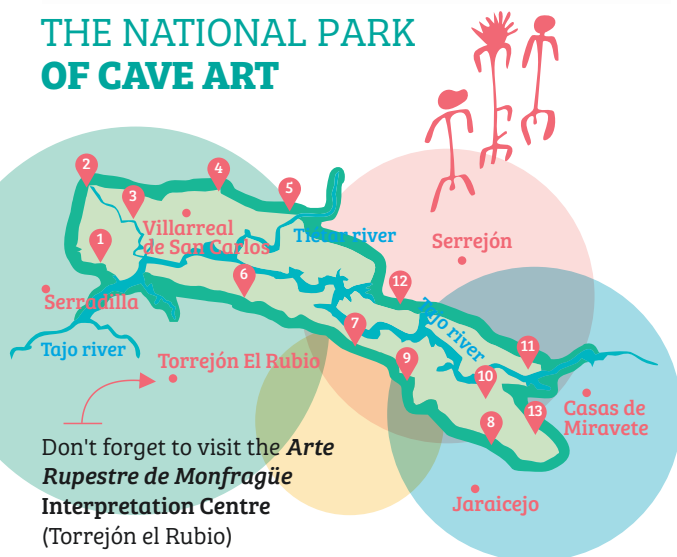 THE NATIONAL PARK
OF CAVE ART
2
4
5
3
Villarreal
de San Carlos
Tiétar river
Serrejón
1
6
12
Serradilla
Tajo river
Tajo river
7
11
Torrejón El Rubio
9
10
Casas de
Miravete
13
8
Don't forget to visit the Arte
Rupestre de Monfragüe
Interpretation Centre
(Torrejón el Rubio)
Jaraicejo